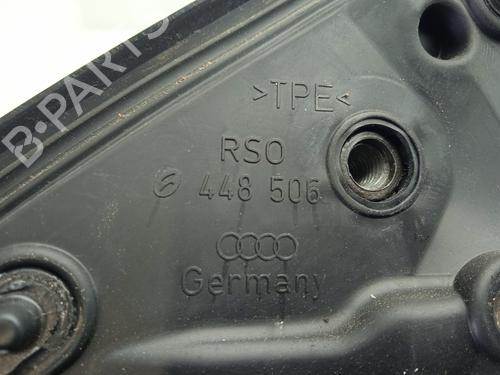 B-PARTS
>TPE<
RSO
448 506
Germany